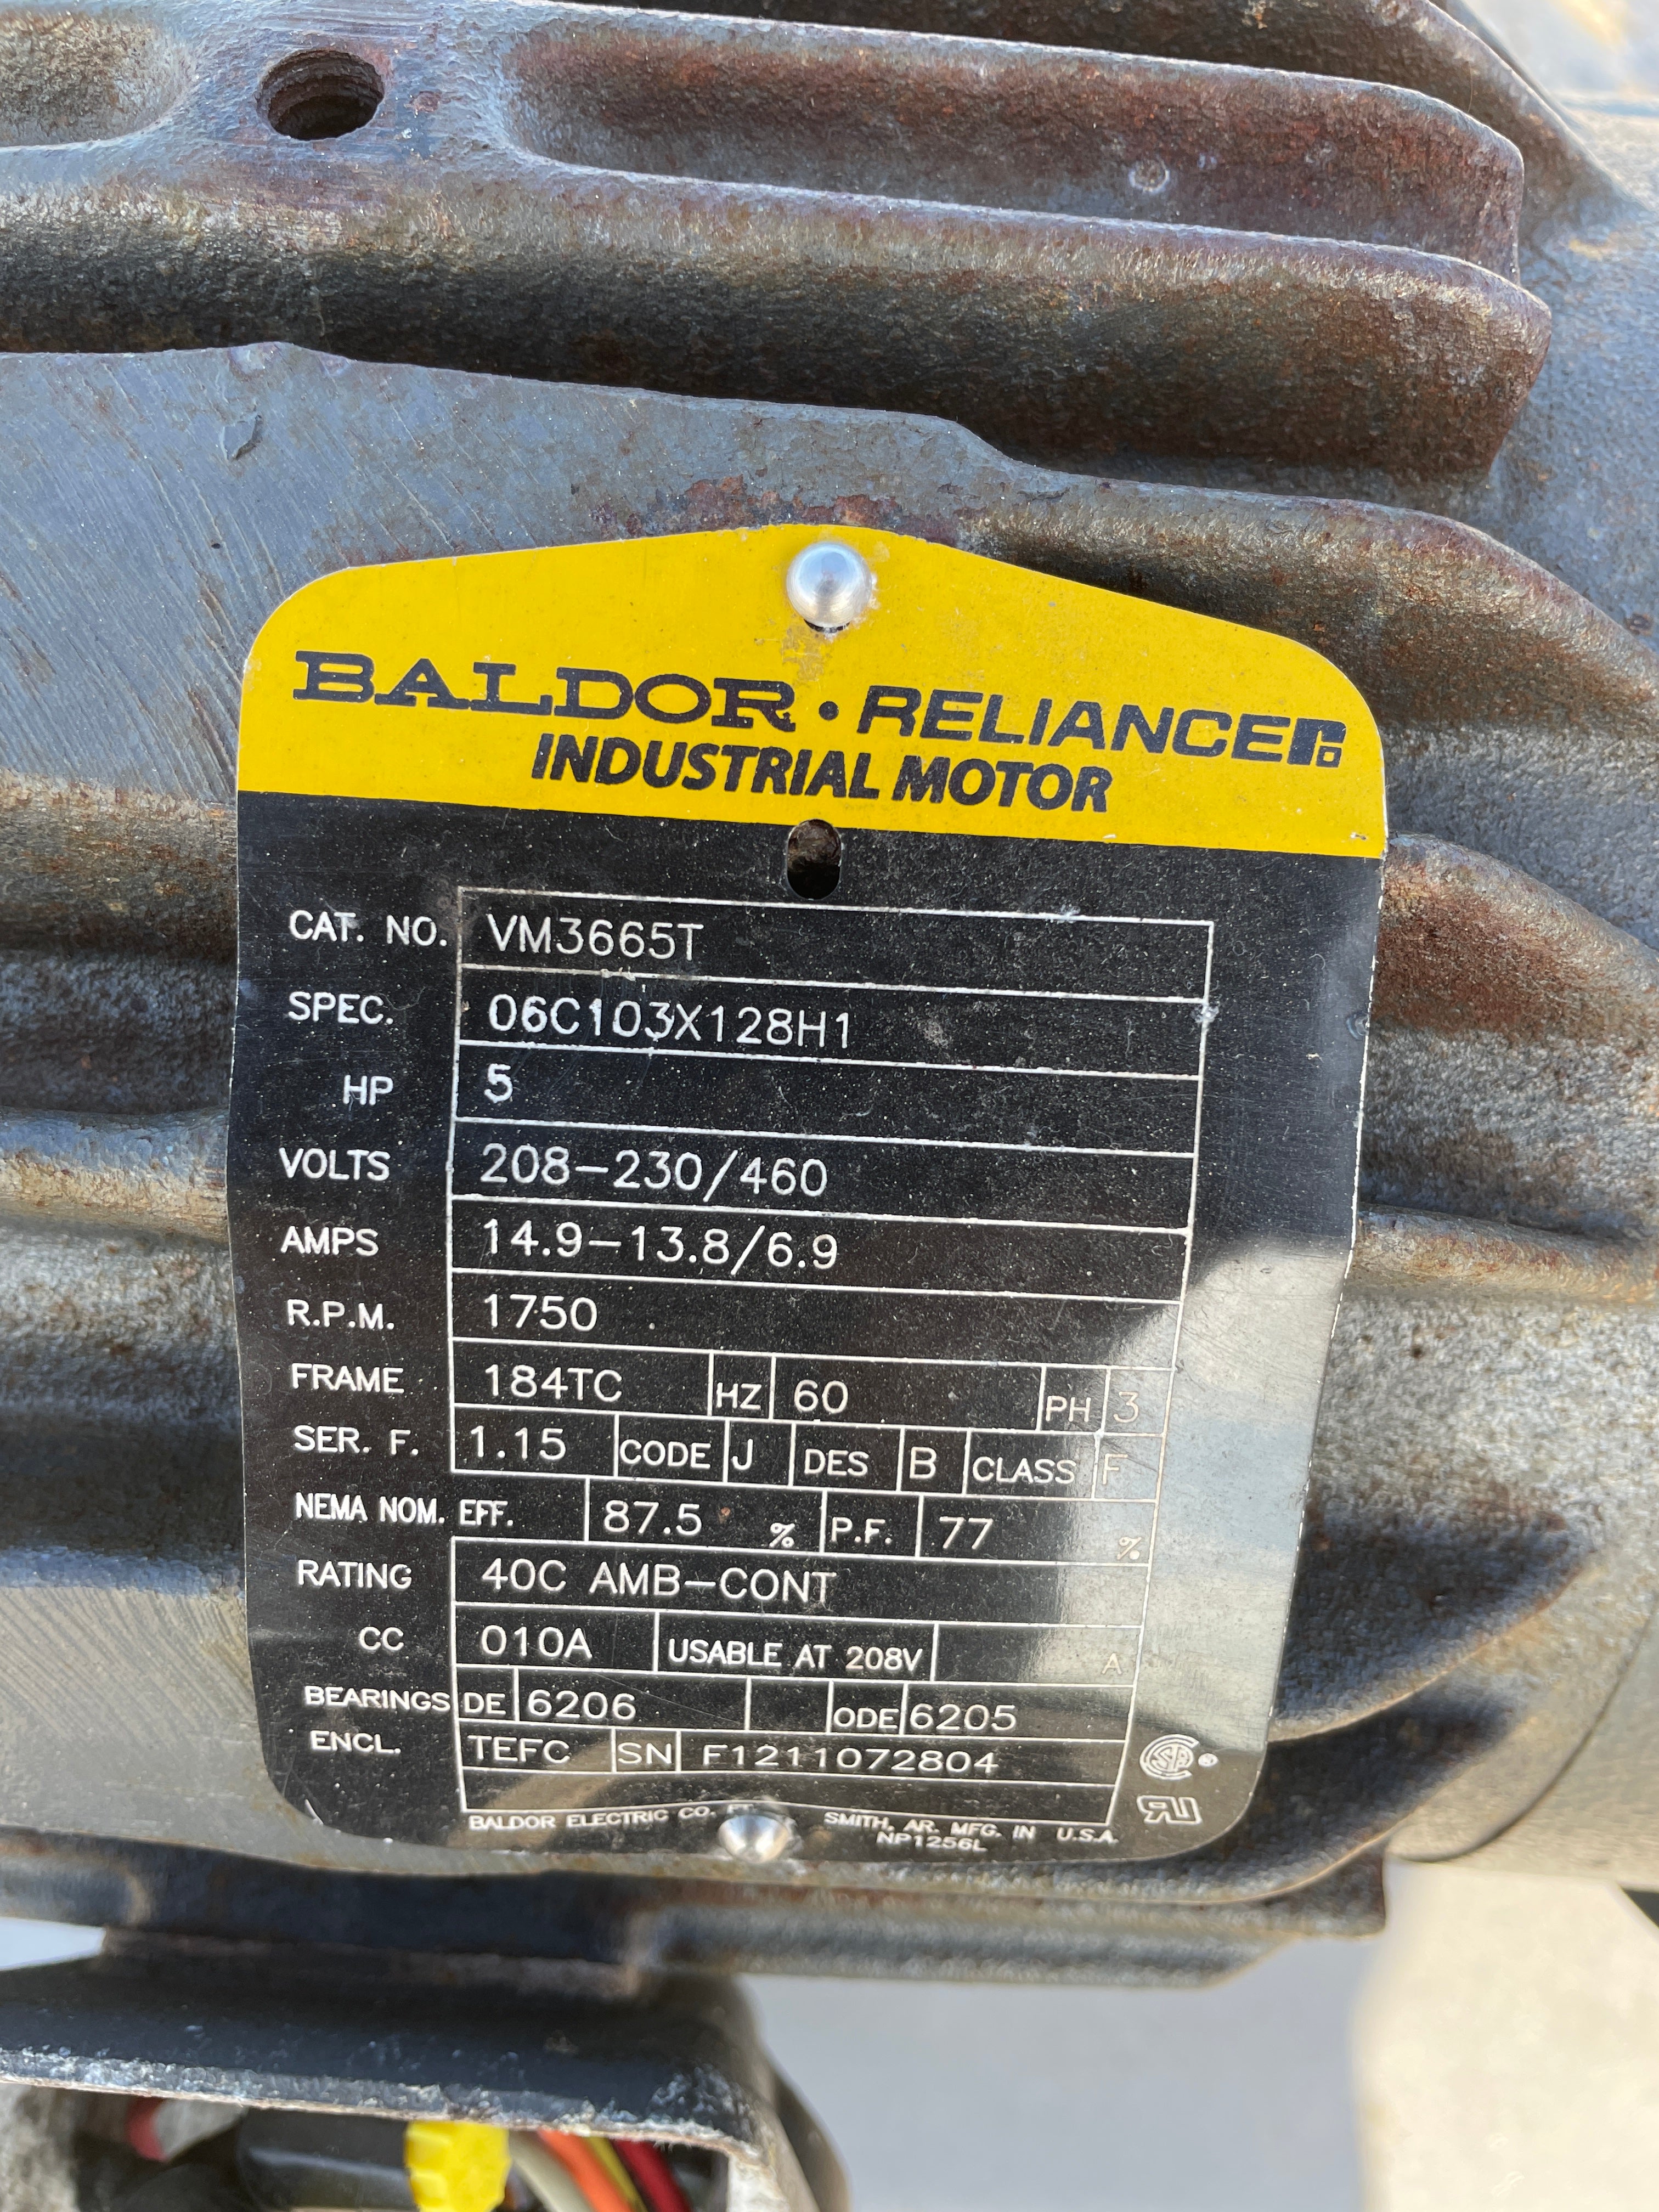 BALDOR • RELIANCE
INDUSTRIAL MOTOR
CAT. NO. VM3665T
SPEC. 06C103X128H1
HP 5
VOLTS 208-230/460
AMPS 14.9-13.8/6.9
R.P.M. 1750
FRAME 184TC HZ 60 PH 3
SER. F. 1.15 CODE J DES B CLASS F
NEMA NOM. EFF. 87.5 % P.F. 77 %
RATING 40C AMB-CONT
CC 010A USABLE AT 208V A
BEARINGS DE 6206 ODE 6205
ENCL. TEFC SN F1211072804
BALDOR ELECTRIC CO. SMITH, AR. MFG. IN U.S.A.
NP1256L